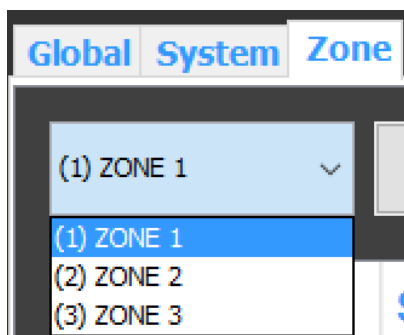 Global System Zone
(1) ZONE 1
(1) ZONE 1
(2) ZONE 2
(3) ZONE 3